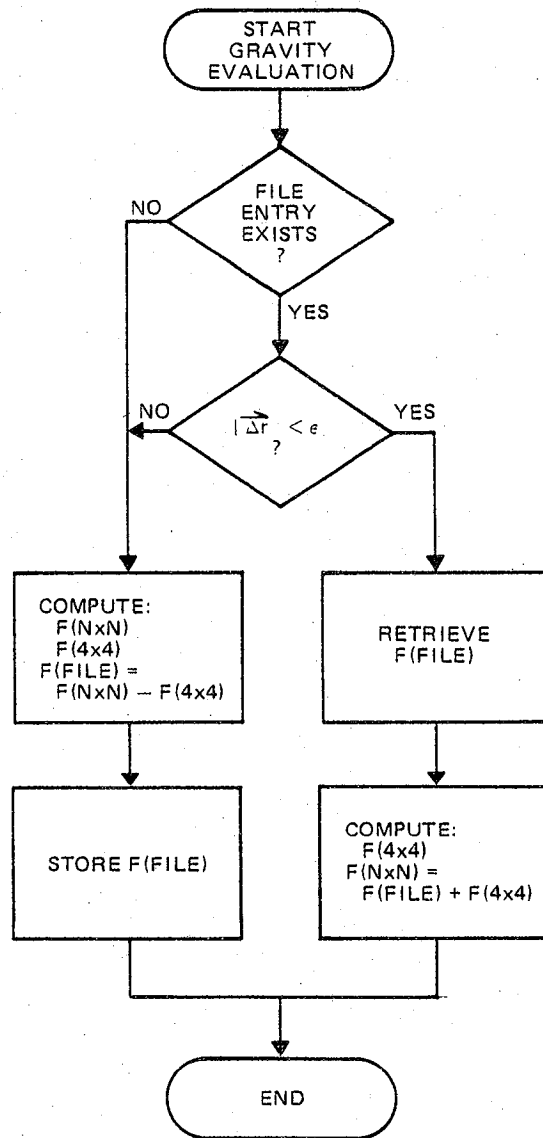 START
GRAVITY
EVALUATION
FILE
ENTRY
EXISTS
?
NO
YES
|Δr⃗ < ϵ
?
NO
YES
COMPUTE:
F(NxN)
F(4x4)
F(FILE) =
F(NxN) – F(4x4)
STORE F(FILE)
RETRIEVE
F(FILE)
COMPUTE:
F(4x4)
F(NxN) =
F(FILE) + F(4x4)
END